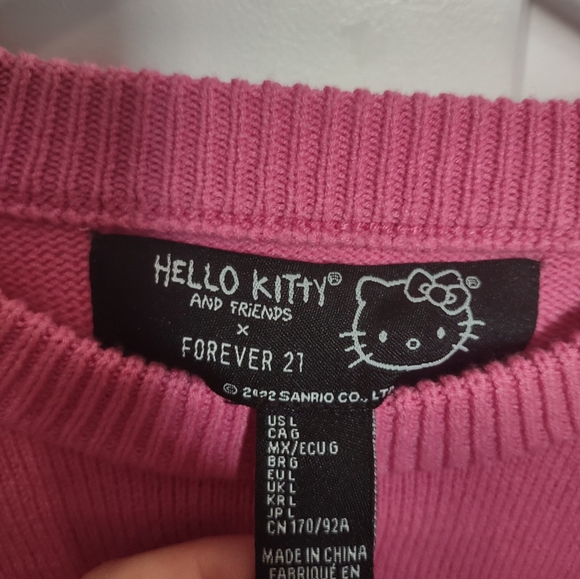 HELLO KITTY®
AND FRiENDS
x
FOREVER 21
© 2022 SANRIO CO., LT
US L
CA G
MX/ECU G
BR G
EU L
UK L
KR L
JP L
CN 170/92A
MADE IN CHINA
FABRIQUÉ EN